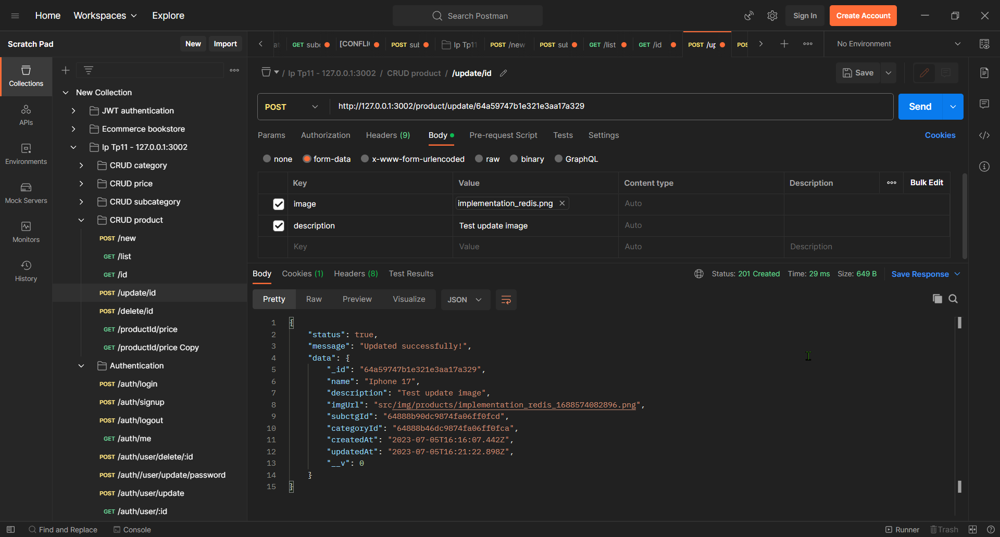 Home Workspaces Explore Search Postman Sign In Create Account
Scratch Pad New Import
GET subc [CONFLI POST sul Ip Tp11 POST /new POST sul GET /list GET /id POST /up POS No Environment
Collections
APIs
Environments
Mock Servers
Monitors
History
New Collection
JWT authentication
Ecommerce bookstore
Ip Tp11 - 127.0.0.1:3002
CRUD category
CRUD price
CRUD subcategory
CRUD product
POST /new
GET /list
GET /id
POST /update/id
POST /delete/id
GET /productId/price
GET /productId/price Copy
Authentication
POST /auth/login
POST /auth/signup
POST /auth/logout
GET /auth/me
POST /auth/user/delete/:id
POST /auth//user/update/password
POST /auth/user/update
GET /auth/user/:id
/ Ip Tp11 - 127.0.0.1:3002 / CRUD product / /update/id Save
POST http://127.0.0.1:3002/product/update/64a59747b1e321e3aa17a329 Send
Params Authorization Headers (9) Body Pre-request Script Tests Settings Cookies
none form-data x-www-form-urlencoded raw binary GraphQL
Key Value Content type Description Bulk Edit
image implementation_redis.png Auto
description Test update image Auto
Key Value Auto Description
Body Cookies (1) Headers (8) Test Results Status: 201 Created Time: 29 ms Size: 649 B Save Response
Pretty Raw Preview Visualize JSON
1 {
2 "status": true,
3 "message": "Updated successfully!",
4 "data": {
5 "_id": "64a59747b1e321e3aa17a329",
6 "name": "Iphone 17",
7 "description": "Test update image",
8 "imgUrl": "src/img/products/implementation_redis_1688574082896.png",
9 "subctgId": "64888b90dc9874fa06ff0fcd",
10 "categoryId": "64888b46dc9874fa06ff0fca",
11 "createdAt": "2023-07-05T16:16:07.442Z",
12 "updatedAt": "2023-07-05T16:21:22.898Z",
13 "__v": 0
14 }
15 }
Find and Replace Console Runner Trash